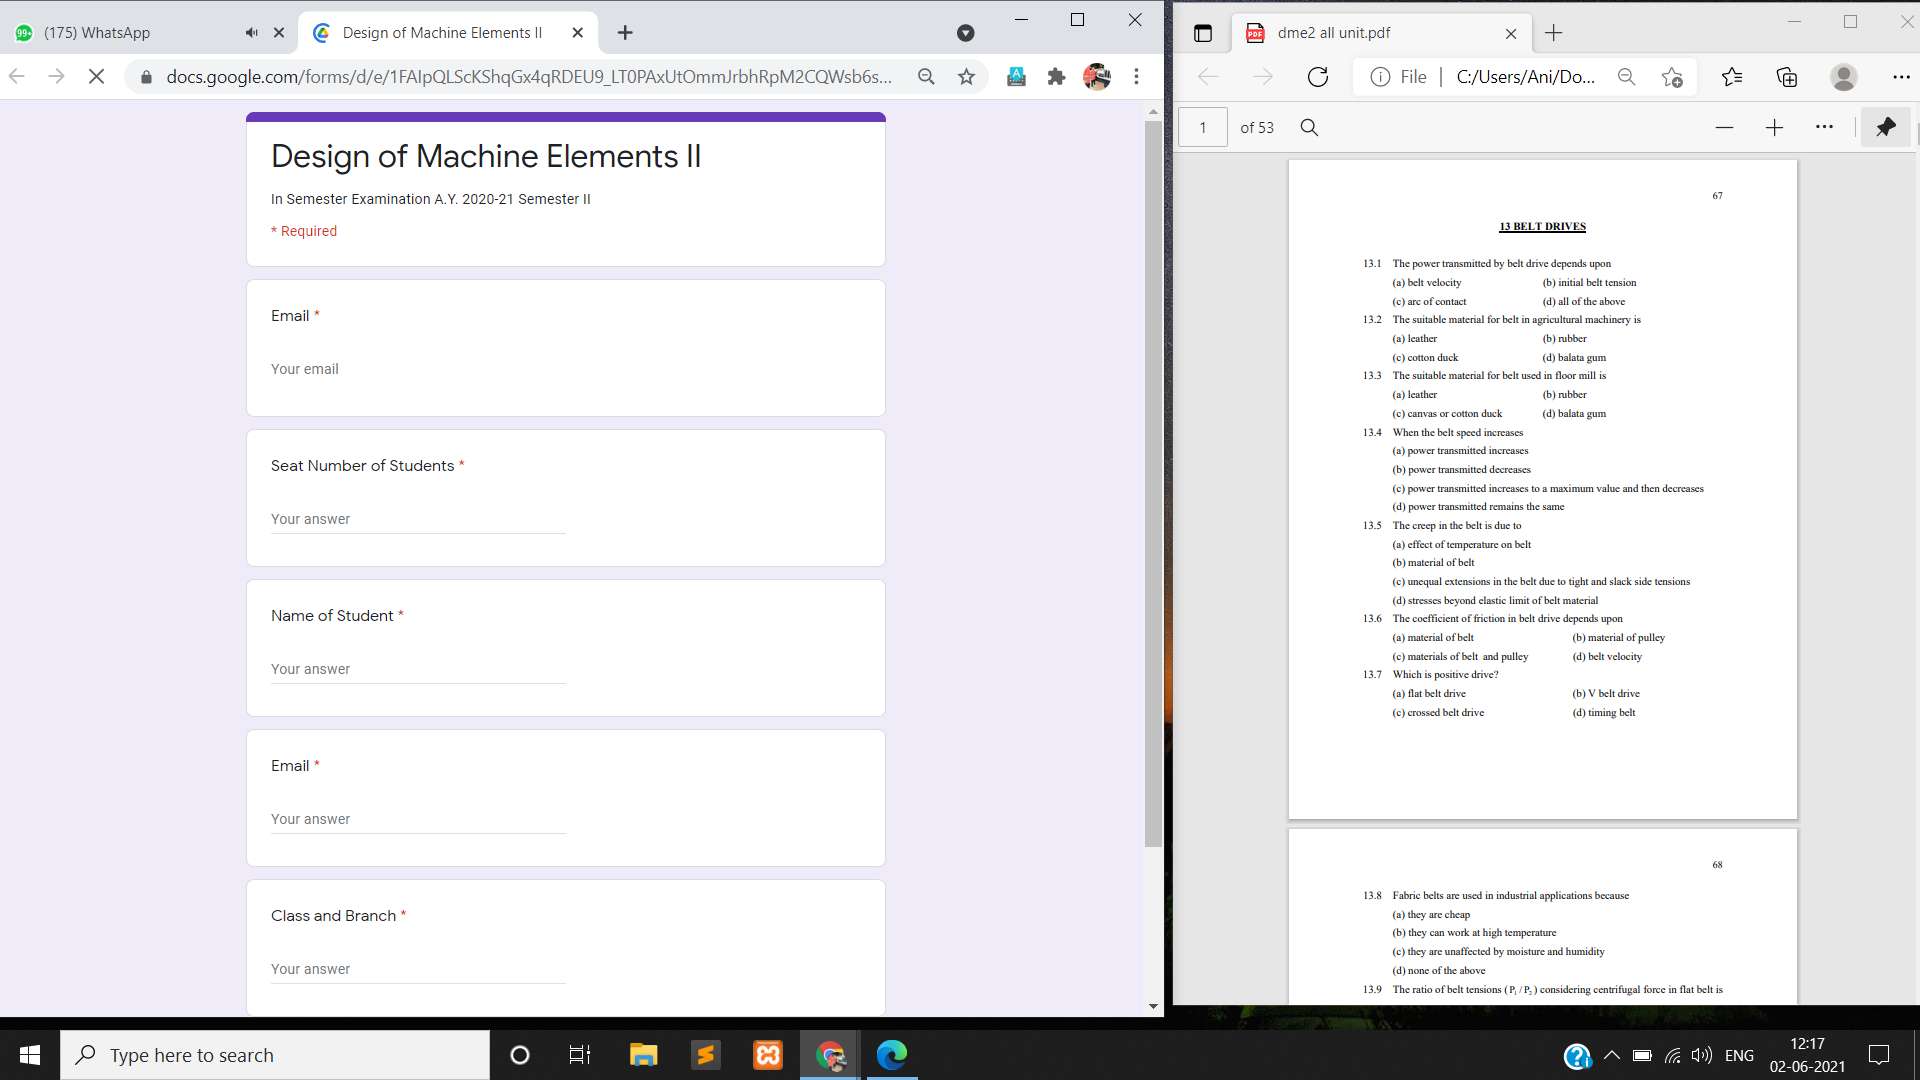 99+ (175) WhatsApp
Design of Machine Elements II
docs.google.com/forms/d/e/1FAIpQLScKShqGx4qRDEU9_LT0PAxUtOmmJrbhRpM2CQWsb6s...
Design of Machine Elements II
In Semester Examination A.Y. 2020-21 Semester II
* Required
Email *
Your email
Seat Number of Students *
Your answer
Name of Student *
Your answer
Email *
Your answer
Class and Branch *
Your answer
PDF dme2 all unit.pdf
File | C:/Users/Ani/Do...
1 of 53
67
13 BELT DRIVES
13.1 The power transmitted by belt drive depends upon
(a) belt velocity (b) initial belt tension
(c) arc of contact (d) all of the above
13.2 The suitable material for belt in agricultural machinery is
(a) leather (b) rubber
(c) cotton duck (d) balata gum
13.3 The suitable material for belt used in floor mill is
(a) leather (b) rubber
(c) canvas or cotton duck (d) balata gum
13.4 When the belt speed increases
(a) power transmitted increases
(b) power transmitted decreases
(c) power transmitted increases to a maximum value and then decreases
(d) power transmitted remains the same
13.5 The creep in the belt is due to
(a) effect of temperature on belt
(b) material of belt
(c) unequal extensions in the belt due to tight and slack side tensions
(d) stresses beyond elastic limit of belt material
13.6 The coefficient of friction in belt drive depends upon
(a) material of belt (b) material of pulley
(c) materials of belt and pulley (d) belt velocity
13.7 Which is positive drive?
(a) flat belt drive (b) V belt drive
(c) crossed belt drive (d) timing belt
68
13.8 Fabric belts are used in industrial applications because
(a) they are cheap
(b) they can work at high temperature
(c) they are unaffected by moisture and humidity
(d) none of the above
13.9 The ratio of belt tensions (P₁ / P₂) considering centrifugal force in flat belt is
Type here to search
ENG
12:17
02-06-2021